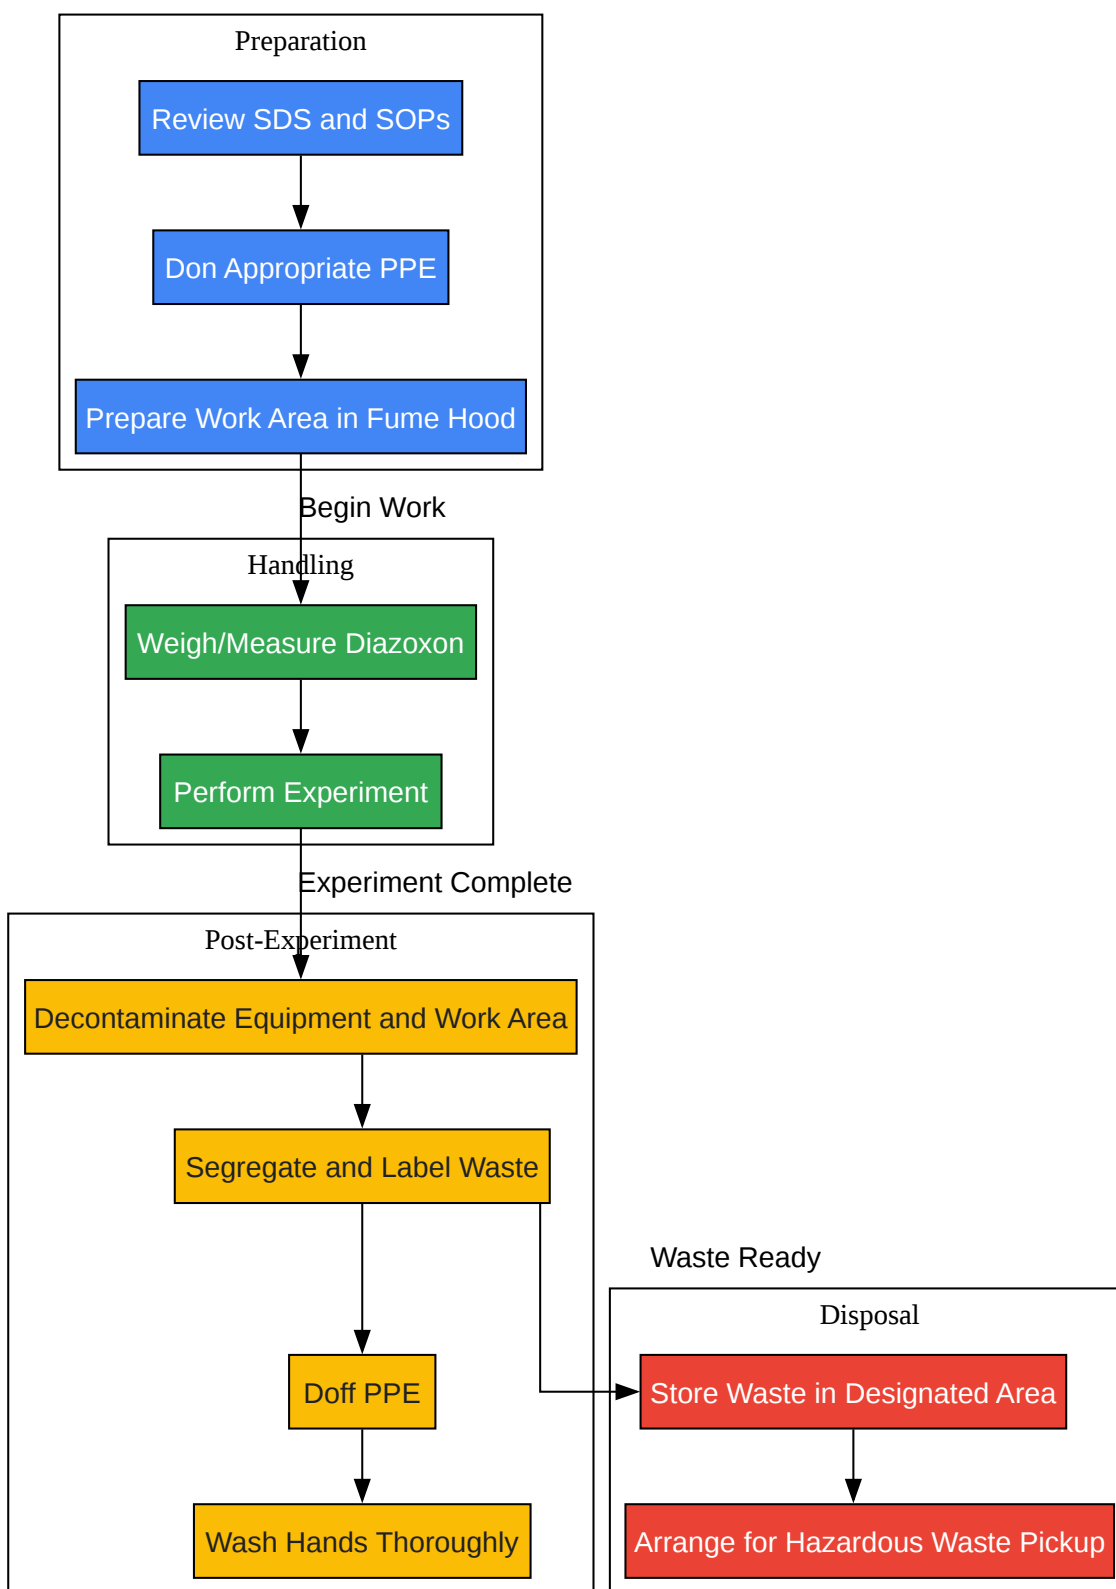 Preparation
Review SDS and SOPs
Don Appropriate PPE
Prepare Work Area in Fume Hood
Begin Work
Handling
Weigh/Measure Diazoxon
Perform Experiment
Experiment Complete
Post-Experiment
Decontaminate Equipment and Work Area
Segregate and Label Waste
Waste Ready
Disposal
Doff PPE
Store Waste in Designated Area
Wash Hands Thoroughly
Arrange for Hazardous Waste Pickup